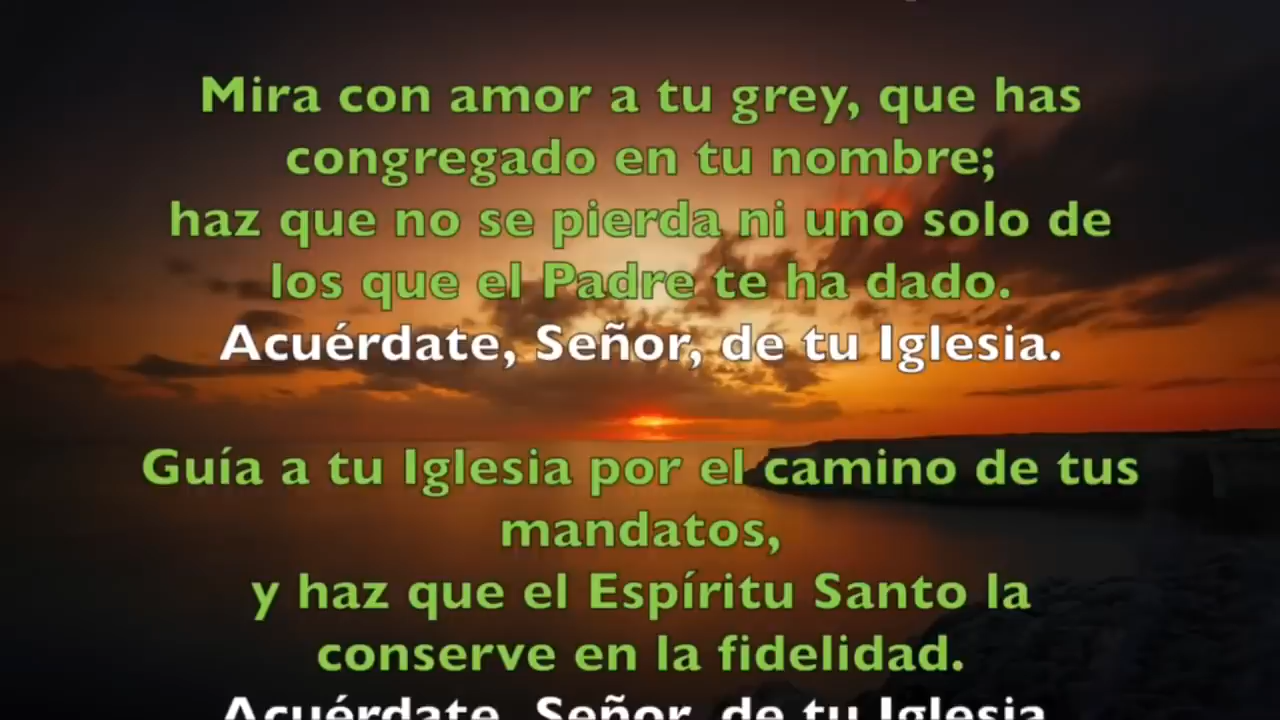 Mira con amor a tu grey, que has
congregado en tu nombre;
haz que no se pierda ni uno solo de
los que el Padre te ha dado.
Acuérdate, Señor, de tu Iglesia.
Guía a tu Iglesia por el camino de tus
mandatos,
y haz que el Espíritu Santo la
conserve en la fidelidad.
Acuérdate, Señor, de tu Iglesia.